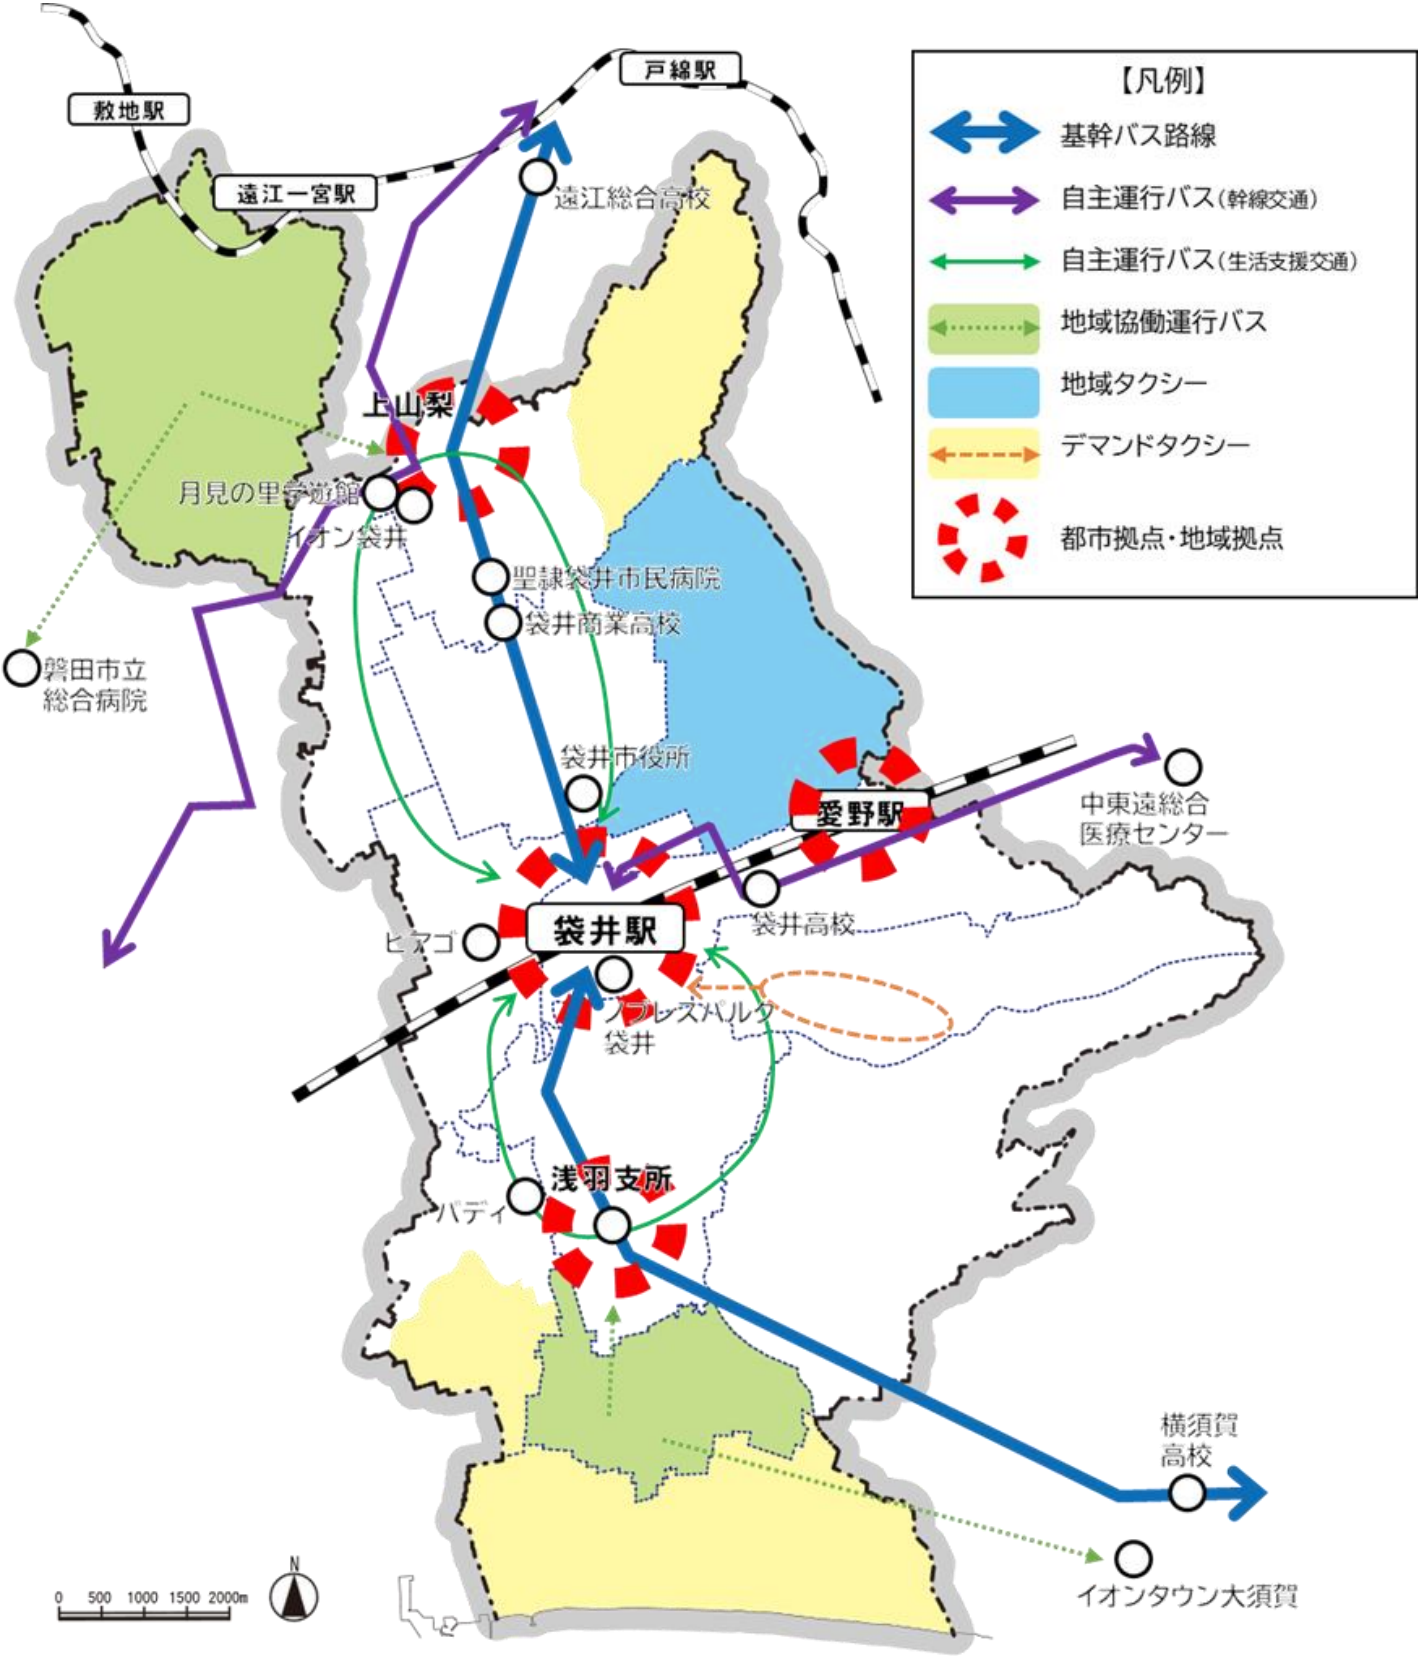 戸綿駅
敷地駅
遠江一宮駅
遠江総合高校
【凡例】
基幹バス路線
自主運行バス(幹線交通)
自主運行バス(生活支援交通)
地域協働運行バス
地域タクシー
デマンドタクシー
都市拠点・地域拠点
上山梨
月見の里学遊館
イオン袋井
聖隷袋井市民病院
袋井商業高校
磐田市立
総合病院
袋井市役所
愛野駅
中東遠総合
医療センター
袋井高校
袋井駅
ピアゴ
ノブレスパルク
袋井
浅羽支所
パディ
横須賀
高校
イオンタウン大須賀
N
0 500 1000 1500 2000m